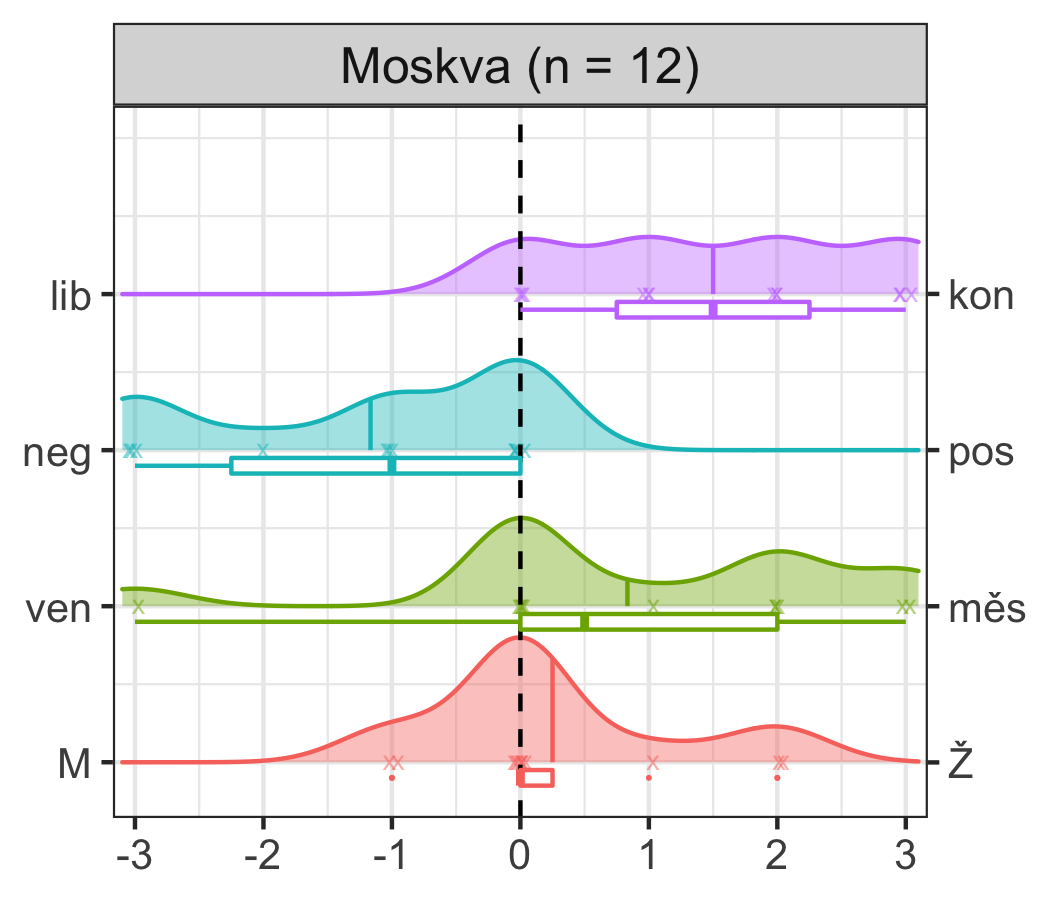 Moskva (n = 12)
lib kon
neg pos
ven měs
M Ž
-3 -2 -1 0 1 2 3